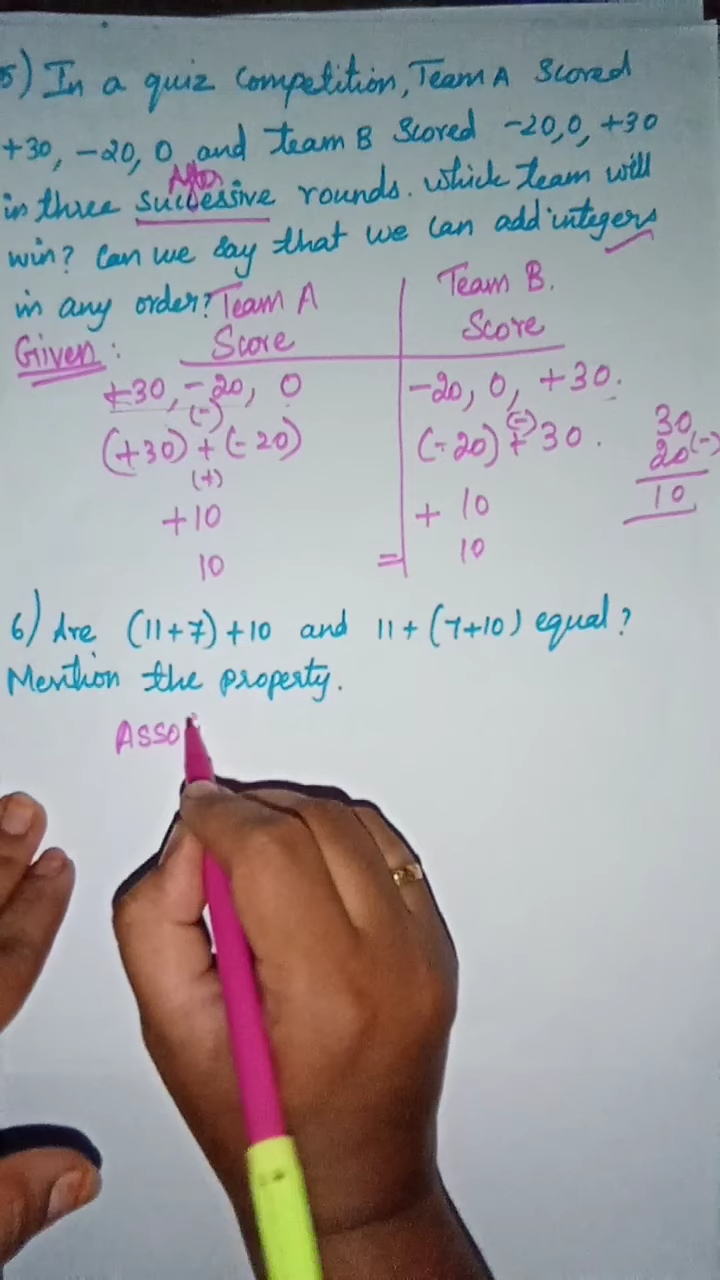 5) In a quiz competition, Team A Scored
+30, -20, 0 and team B Scored -20, 0, +30
After
in three successive rounds. which team will
win? Can we say that we can add integers
in any order?
Given:
Team A
Score
Team B.
Score
+30, -20, 0
-20, 0, +30.
(-)
(-)
(+30) + (-20)
(-20) + 30.
(+)
+10
+ 10
10
=
10
30
20 (-)
10
6) Are (11+7)+10 and 11+(7+10) equal?
Mention the property.
Asso